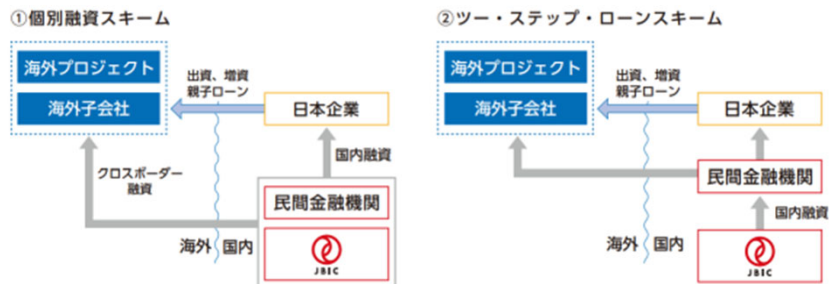 ①個別融資スキーム
海外プロジェクト
海外子会社
出資、増資
親子ローン
日本企業
国内融資
クロスボーダー
融資
民間金融機関
JBIC
海外
国内
②ツー・ステップ・ローンスキーム
海外プロジェクト
海外子会社
出資、増資
親子ローン
日本企業
民間金融機関
国内融資
JBIC
海外
国内